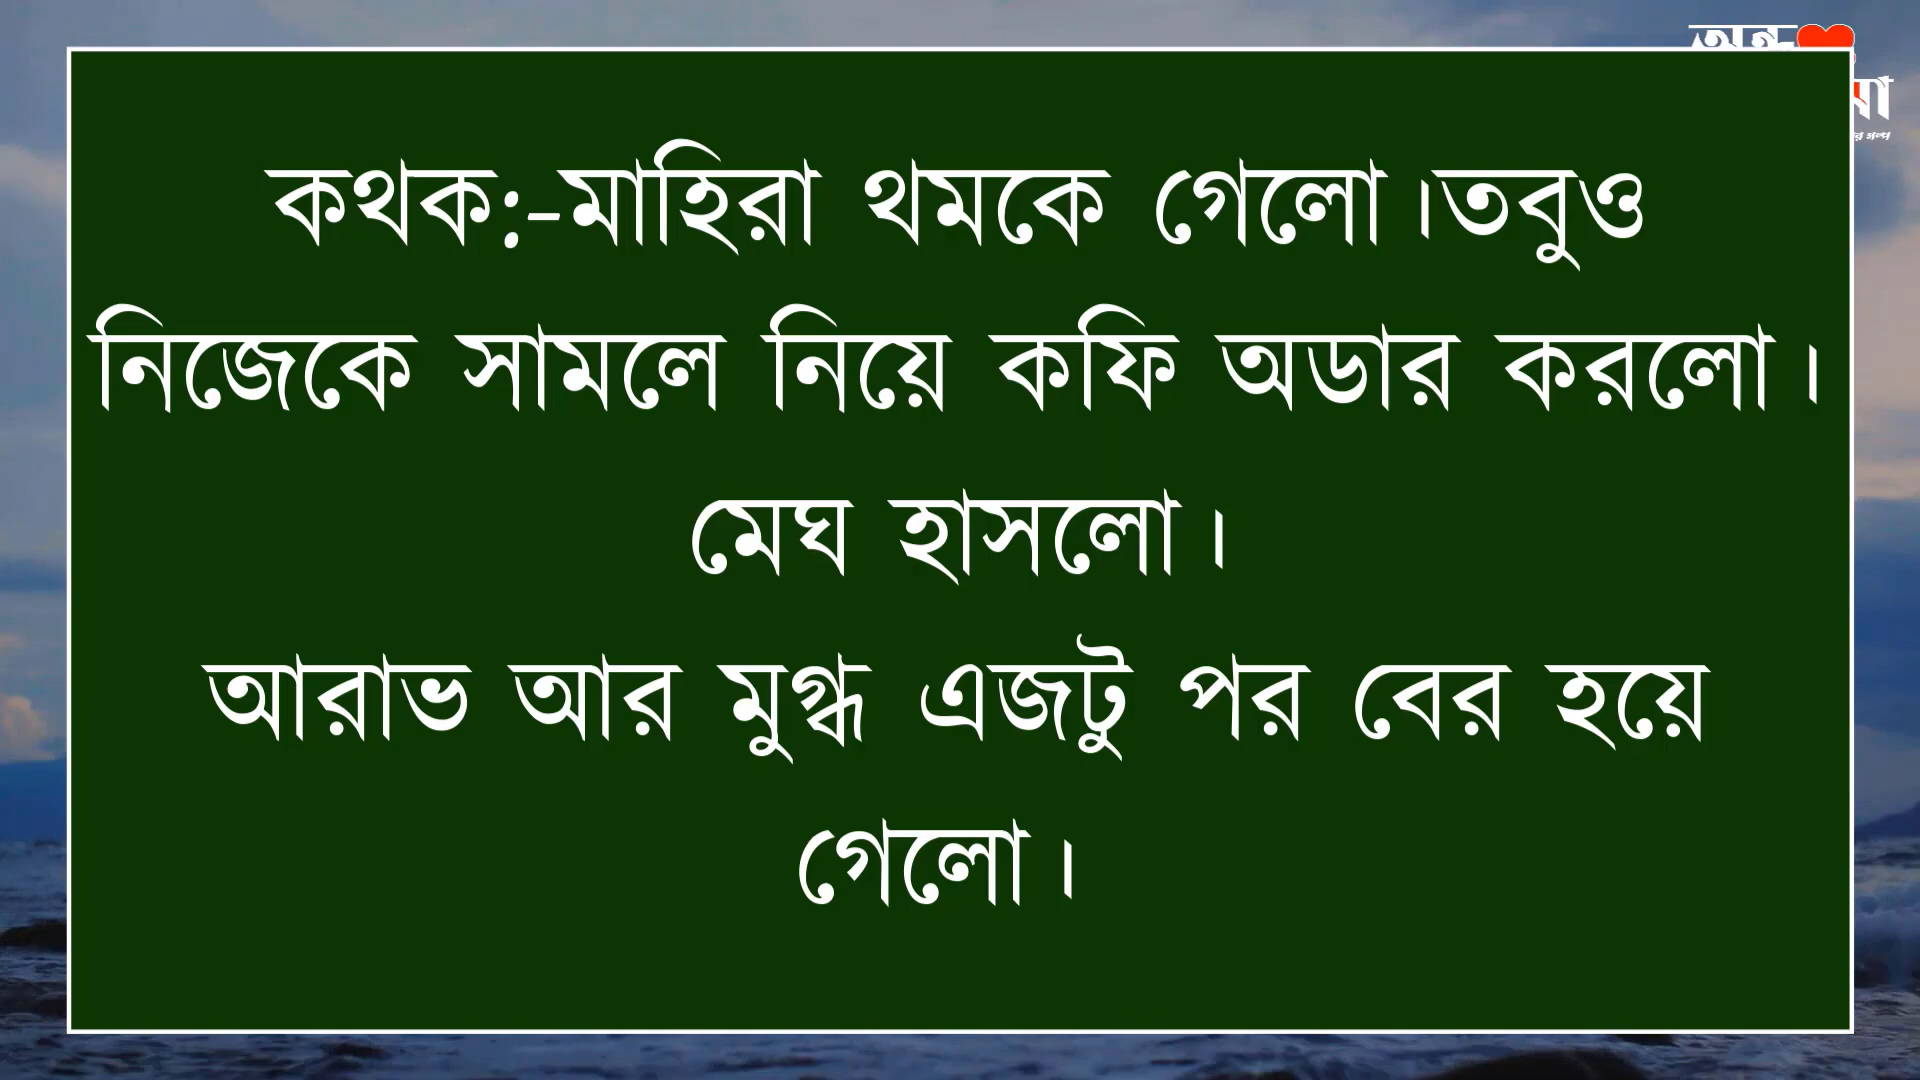 কথক:-মাহিরা থমকে গেলো।তবুও
নিজেকে সামলে নিয়ে কফি অডার করলো।
মেঘ হাসলো।
আরাভ আর মুগ্ধ এজটু পর বের হয়ে
গেলো।